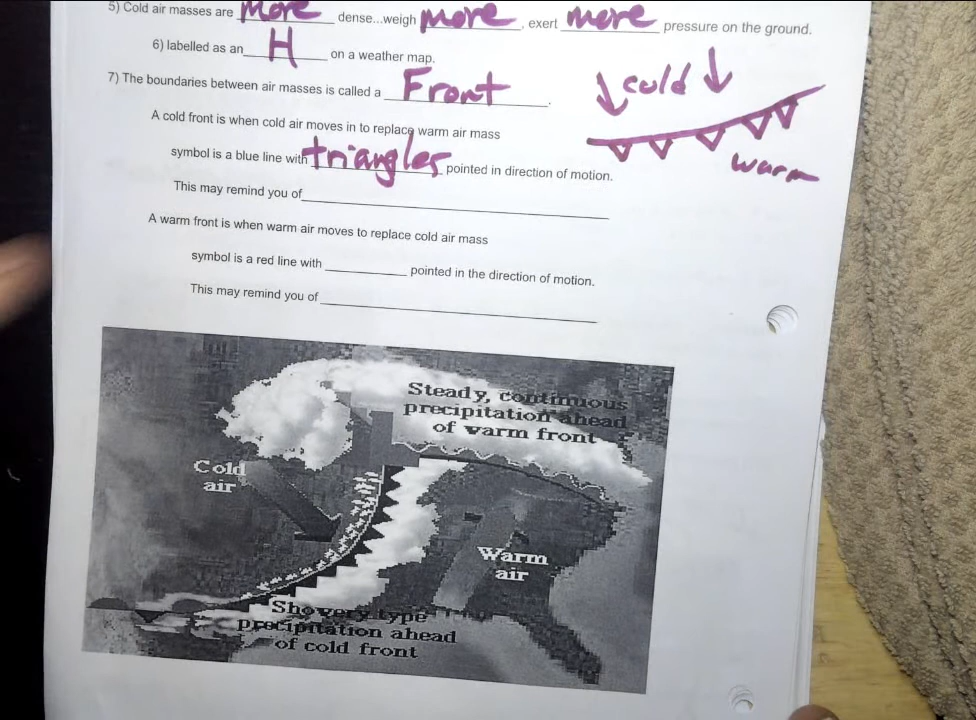 5) Cold air masses are more dense...weigh more, exert more pressure on the ground.
6) labelled as an H on a weather map.
7) The boundaries between air masses is called a Front.
↓ cold ↓
A cold front is when cold air moves in to replace warm air mass
symbol is a blue line with triangles pointed in direction of motion.
warm
This may remind you of
A warm front is when warm air moves to replace cold air mass
symbol is a red line with ________ pointed in the direction of motion.
This may remind you of
Steady, continuous
precipitation ahead
of warm front
Cold
air
Warm
air
Showery type
precipitation ahead
of cold front